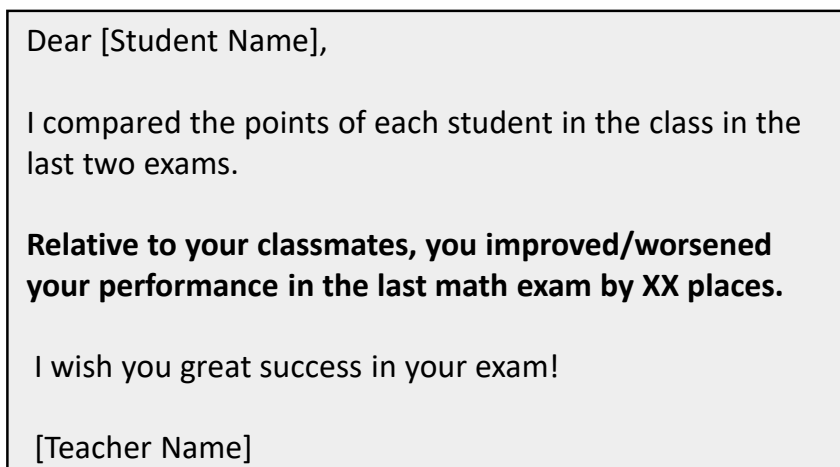 Dear [Student Name],
I compared the points of each student in the class in the
last two exams.
Relative to your classmates, you improved/worsened
your performance in the last math exam by XX places.
I wish you great success in your exam!
[Teacher Name]